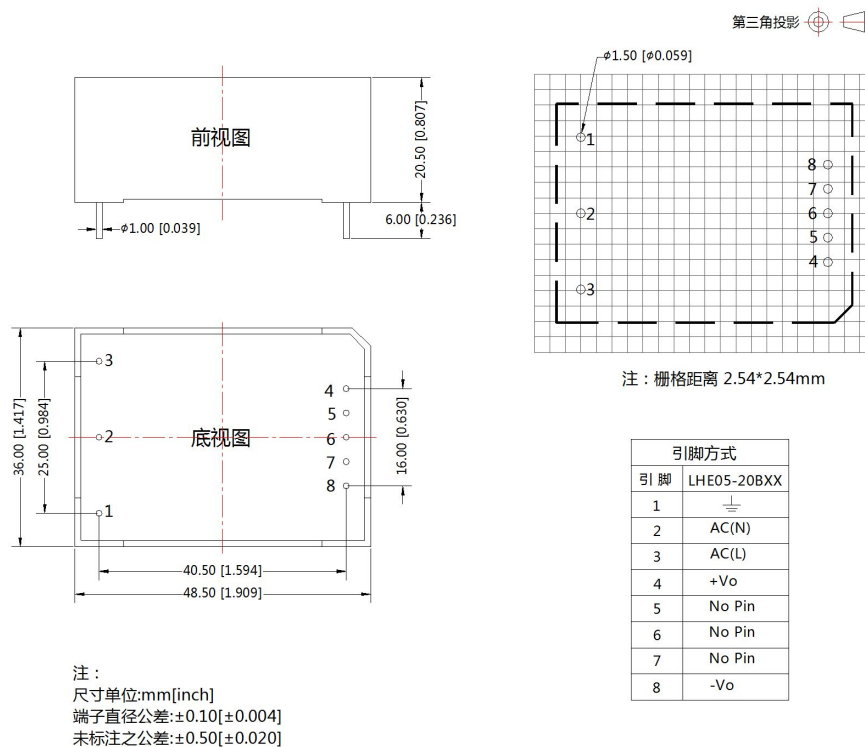 第三角投影
前视图
20.50 [0.807]
6.00 [0.236]
φ1.00 [0.039]
φ1.50 [φ0.059]
1
2
3
8
7
6
5
4
注：栅格距离 2.54*2.54mm
底视图
3
2
1
4
5
6
7
8
36.00 [1.417]
25.00 [0.984]
16.00 [0.630]
40.50 [1.594]
48.50 [1.909]
引脚方式
引 脚 LHE05-20BXX
1 ⏚
2 AC(N)
3 AC(L)
4 +Vo
5 No Pin
6 No Pin
7 No Pin
8 -Vo
注：
尺寸单位:mm[inch]
端子直径公差:±0.10[±0.004]
未标注之公差:±0.50[±0.020]